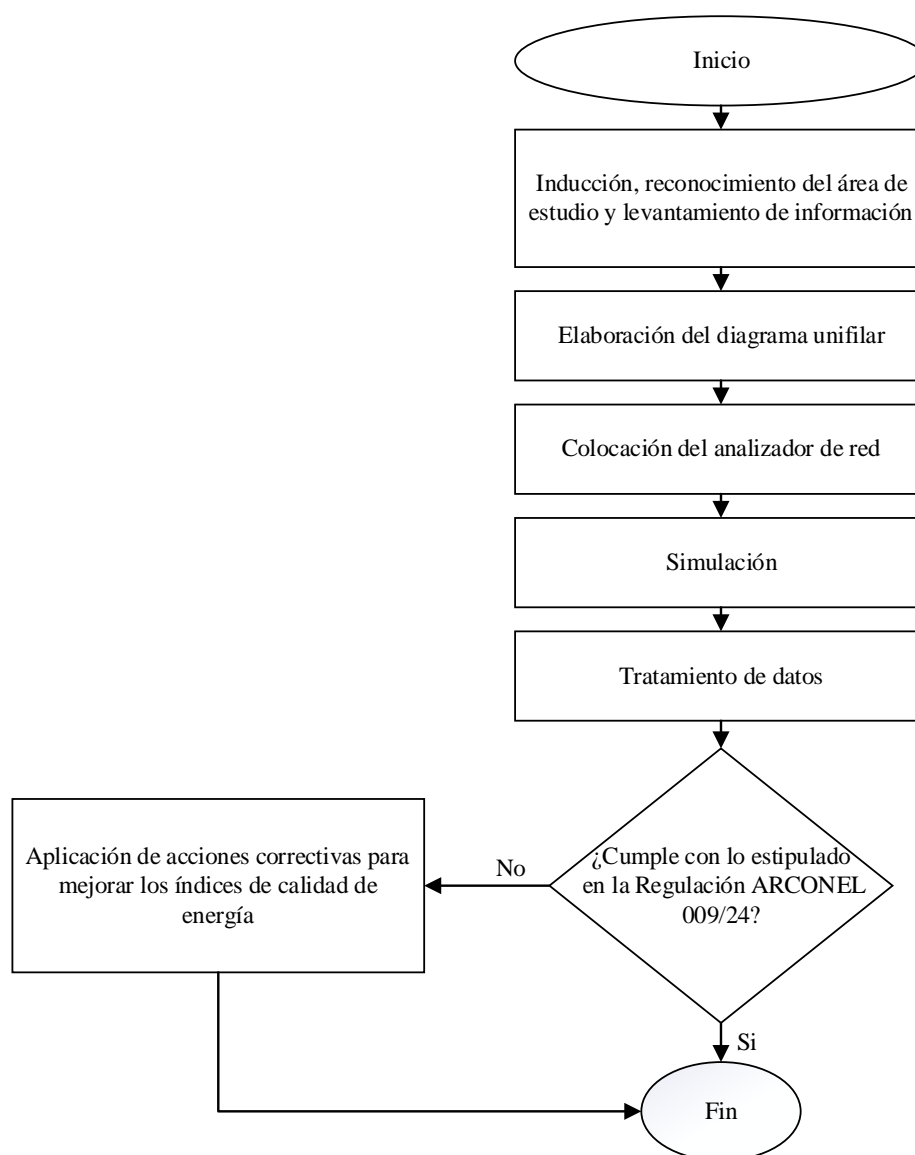 Inicio
Inducción, reconocimiento del área de
estudio y levantamiento de información
Elaboración del diagrama unifilar
Colocación del analizador de red
Simulación
Tratamiento de datos
¿Cumple con lo estipulado
en la Regulación ARCONEL
009/24?
No
Aplicación de acciones correctivas para
mejorar los índices de calidad de
energía
Si
Fin